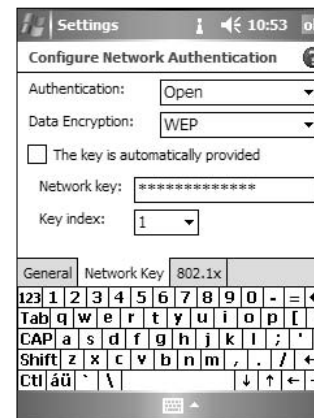 Settings 10:53 ok
Configure Network Authentication
Authentication: Open
Data Encryption: WEP
The key is automatically provided
Network key: *************
Key index: 1
General Network Key 802.1x
123 1 2 3 4 5 6 7 8 9 0 - =
Tab q w e r t y u i o p [
CAP a s d f g h j k l ; '
Shift z x c v b n m , . /
Ctl áü ` \